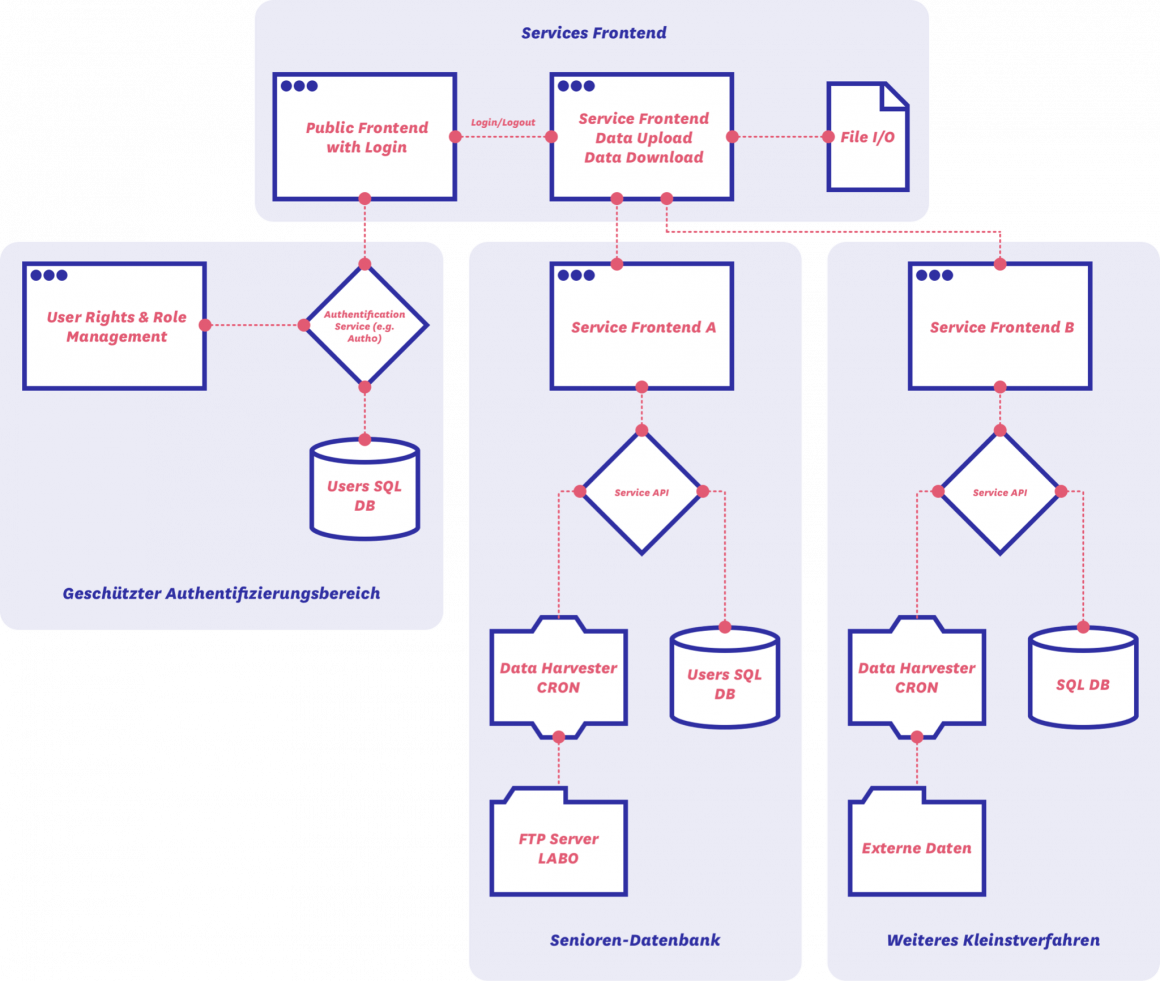 Services Frontend
Public Frontend
with Login
Login/Logout
Service Frontend
Data Upload
Data Download
File I/O
User Rights & Role
Management
Authentification
Service (e.g.
Autho)
Users SQL
DB
Geschützter Authentifizierungsbereich
Service Frontend A
Service API
Data Harvester
CRON
Users SQL
DB
FTP Server
LABO
Senioren-Datenbank
Service Frontend B
Service API
Data Harvester
CRON
SQL DB
Externe Daten
Weiteres Kleinstverfahren